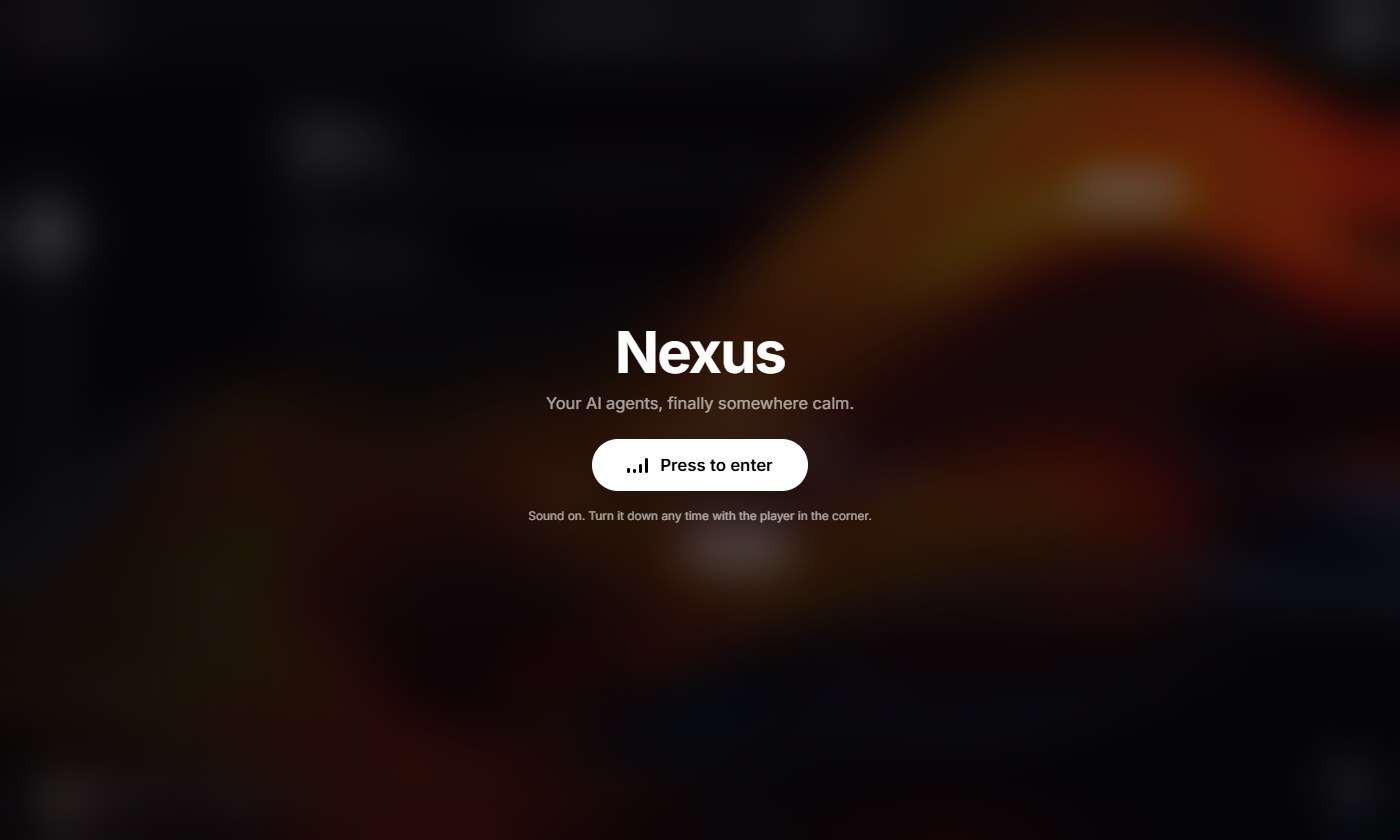 Nexus
Your AI agents, finally somewhere calm.
Press to enter
Sound on. Turn it down any time with the player in the corner.